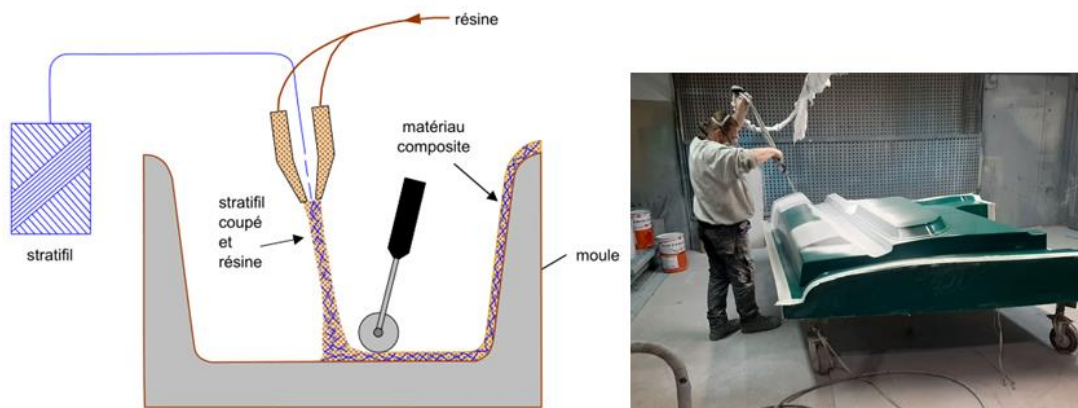 résine
matériau
composite
stratifil
coupé
et
résine
stratifil
moule